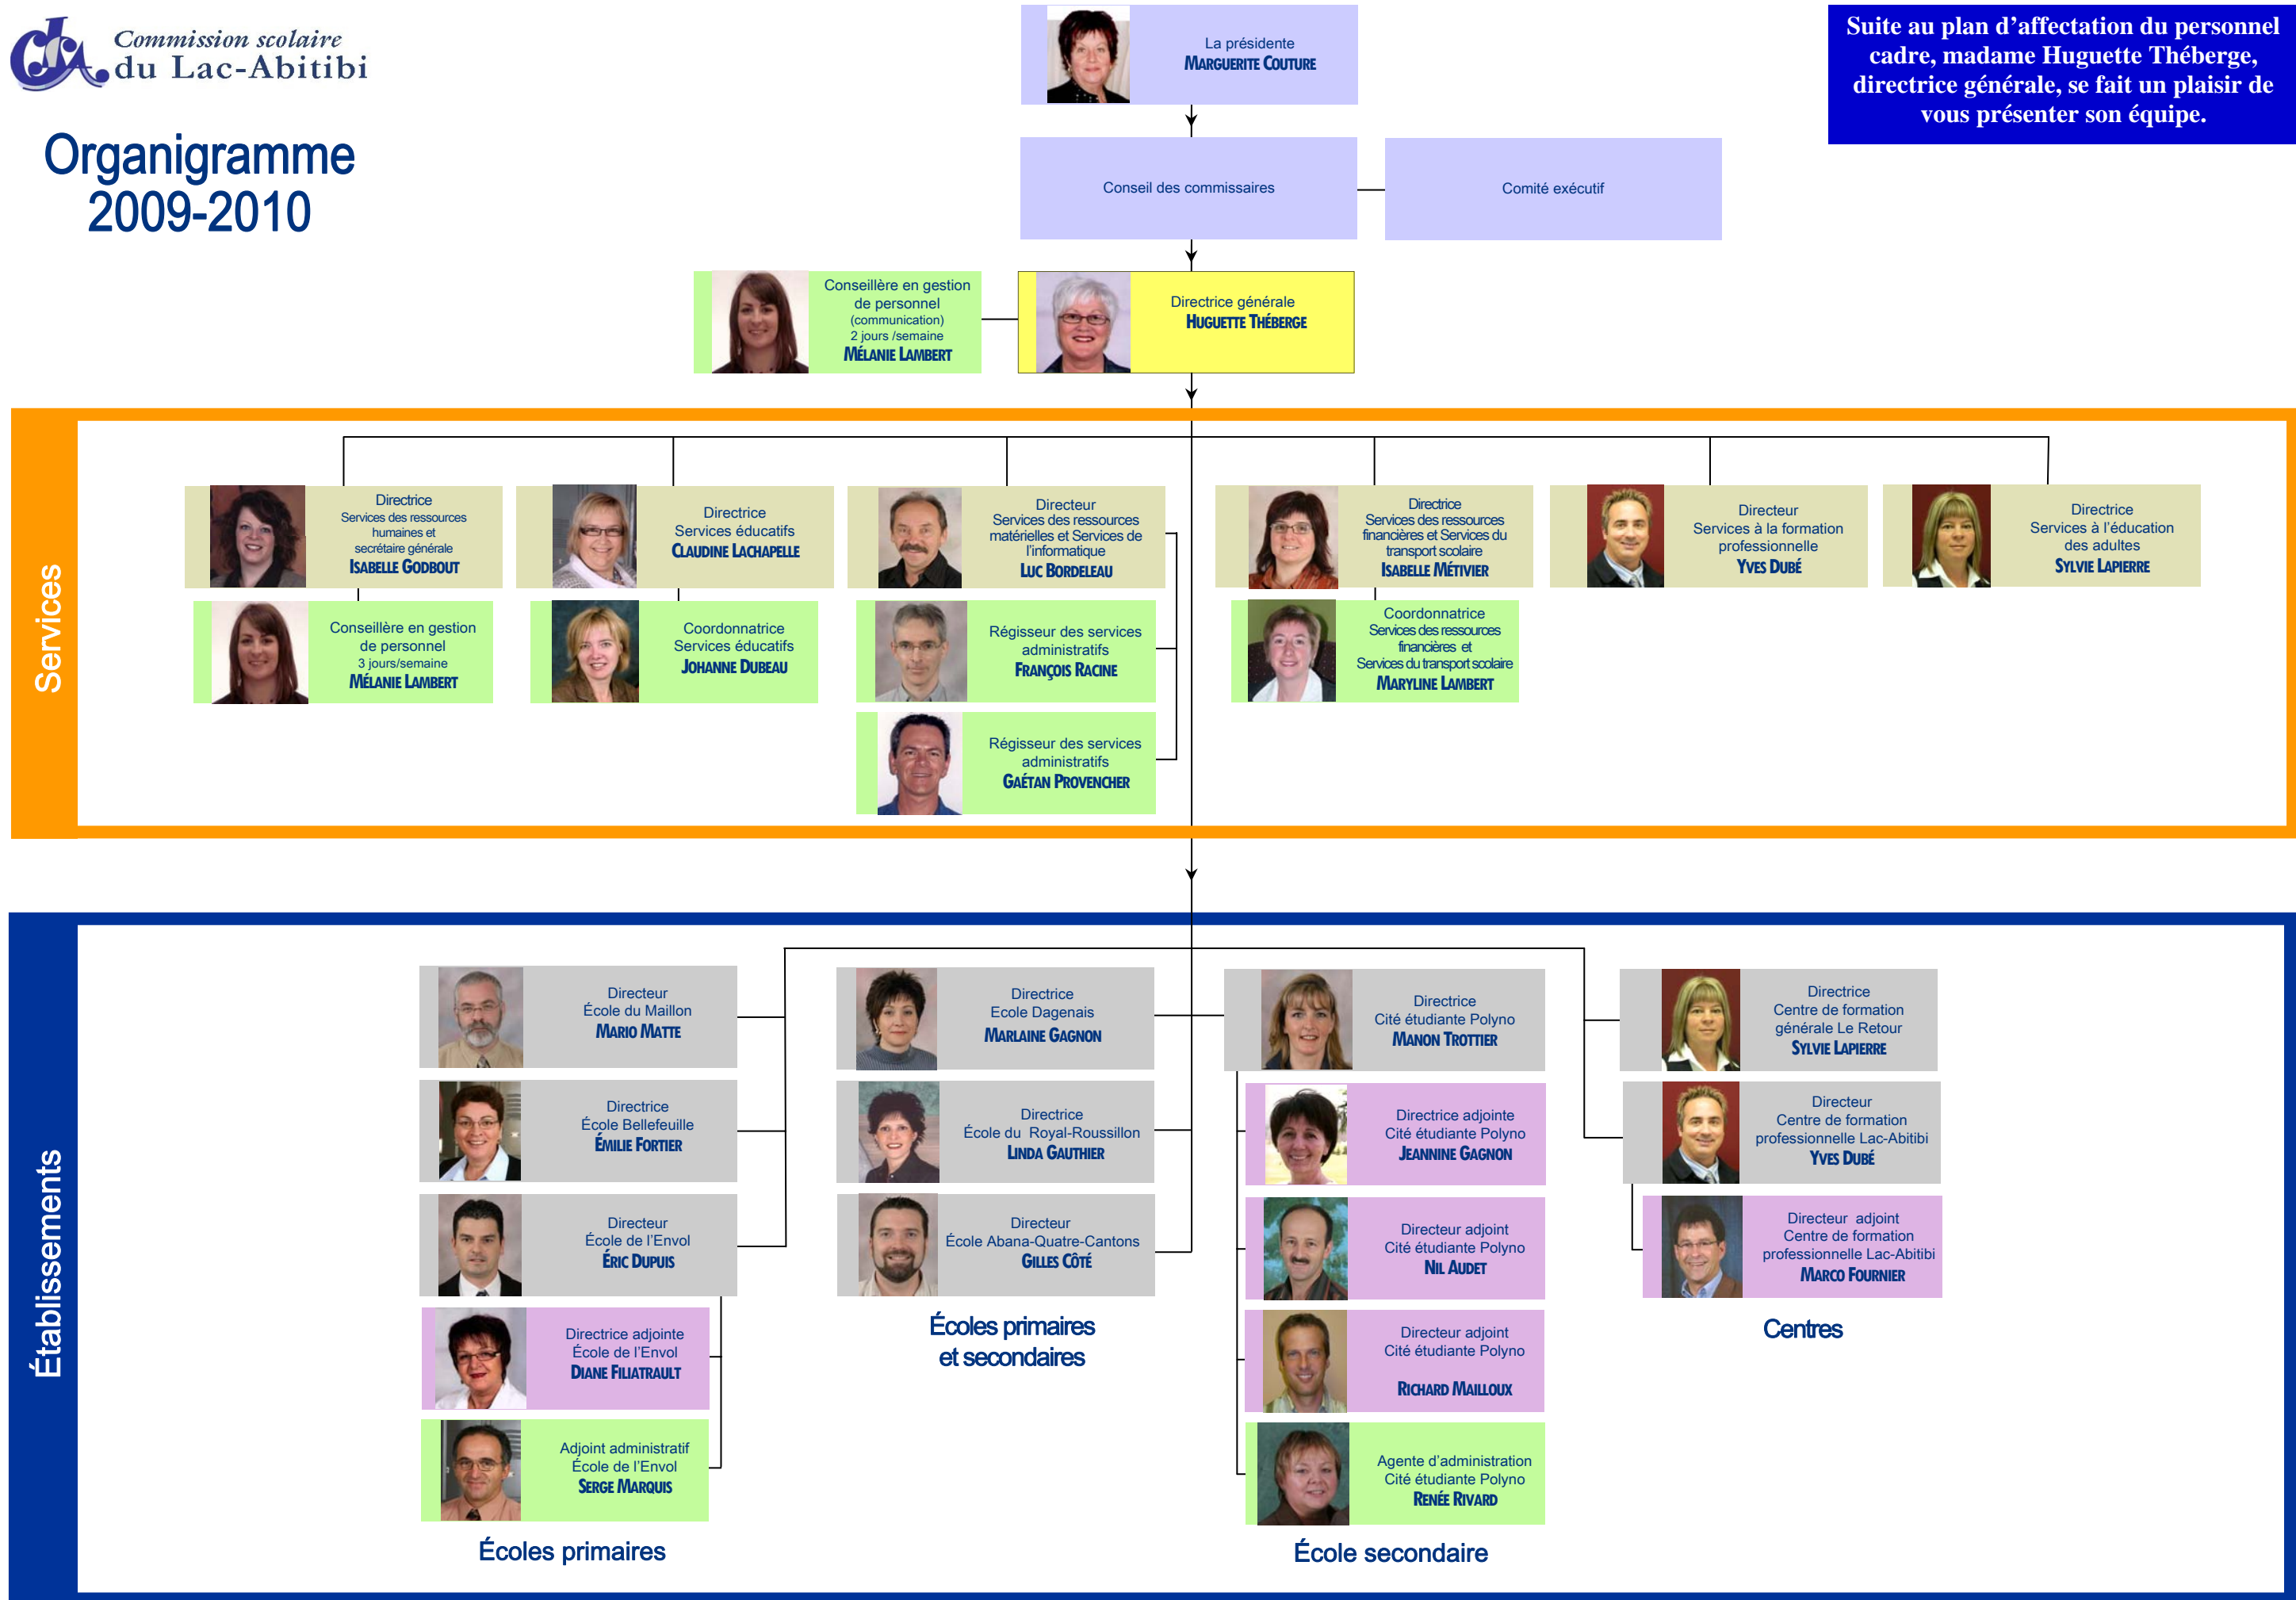 Commission scolaire
du Lac-Abitibi
Organigramme
2009-2010
La présidente
MARGUERITE COUTURE
Suite au plan d'affectation du personnel
cadre, madame Huguette Théberge,
directrice générale, se fait un plaisir de
vous présenter son équipe.
Conseil des commissaires
Comité exécutif
Conseillère en gestion
de personnel
(communication)
2 jours /semaine
MÉLANIE LAMBERT
Directrice générale
HUGUETTE THÉBERGE
Services
Directrice
Services des ressources
humaines et
secrétaire générale
ISABELLE GODBOUT
Directrice
Services éducatifs
CLAUDINE LACHAPELLE
Directeur
Services des ressources
matérielles et Services de
l'informatique
LUC BORDELEAU
Directrice
Services des ressources
financières et Services du
transport scolaire
ISABELLE MÉTIVIER
Directeur
Services à la formation
professionnelle
YVES DUBÉ
Directrice
Services à l'éducation
des adultes
SYLVIE LAPIERRE
Conseillère en gestion
de personnel
3 jours/semaine
MÉLANIE LAMBERT
Coordonnatrice
Services éducatifs
JOHANNE DUBEAU
Régisseur des services
administratifs
FRANÇOIS RACINE
Coordonnatrice
Services des ressources
financières et
Services du transport scolaire
MARYLINE LAMBERT
Régisseur des services
administratifs
GAÉTAN PROVENCHER
Établissements
Directeur
École du Maillon
MARIO MATTE
Directrice
École Bellefeuille
ÉMILIE FORTIER
Directeur
École de l'Envol
ÉRIC DUPUIS
Directrice adjointe
École de l'Envol
DIANE FILIATRAULT
Adjoint administratif
École de l'Envol
SERGE MARQUIS
Écoles primaires
Directrice
Ecole Dagenais
MARLAINE GAGNON
Directrice
École du Royal-Roussillon
LINDA GAUTHIER
Directeur
École Abana-Quatre-Cantons
GILLES CÔTÉ
Écoles primaires
et secondaires
Directrice
Cité étudiante Polyno
MANON TROTTIER
Directrice adjointe
Cité étudiante Polyno
JEANNINE GAGNON
Directeur adjoint
Cité étudiante Polyno
NIL AUDET
Directeur adjoint
Cité étudiante Polyno
RICHARD MAILLOUX
Agente d'administration
Cité étudiante Polyno
RENÉE RIVARD
École secondaire
Directrice
Centre de formation
générale Le Retour
SYLVIE LAPIERRE
Directeur
Centre de formation
professionnelle Lac-Abitibi
YVES DUBÉ
Directeur adjoint
Centre de formation
professionnelle Lac-Abitibi
MARCO FOURNIER
Centres